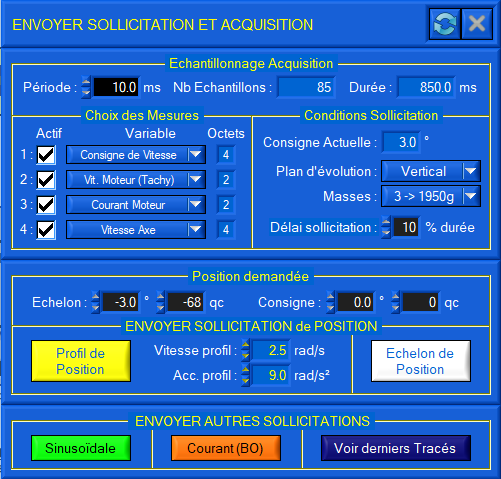 ENVOYER SOLLICITATION ET ACQUISITION
Echantillonnage Acquisition
Période : 10.0 ms Nb Echantillons : 85 Durée : 850.0 ms
Choix des Mesures
Actif Variable Octets
1 : Consigne de Vitesse 4
2 : Vit. Moteur (Tachy) 2
3 : Courant Moteur 2
4 : Vitesse Axe 4
Conditions Sollicitation
Consigne Actuelle : 3.0 °
Plan d'évolution : Vertical
Masses : 3 -> 1950g
Délai sollicitation : 10 % durée
Position demandée
Echelon : -3.0 ° -68 qc Consigne : 0.0 ° 0 qc
ENVOYER SOLLICITATION de POSITION
Profil de
Position
Vitesse profil : 2.5 rad/s
Acc. profil : 9.0 rad/s²
Echelon de
Position
ENVOYER AUTRES SOLLICITATIONS
Sinusoïdale Courant (BO) Voir derniers Tracés